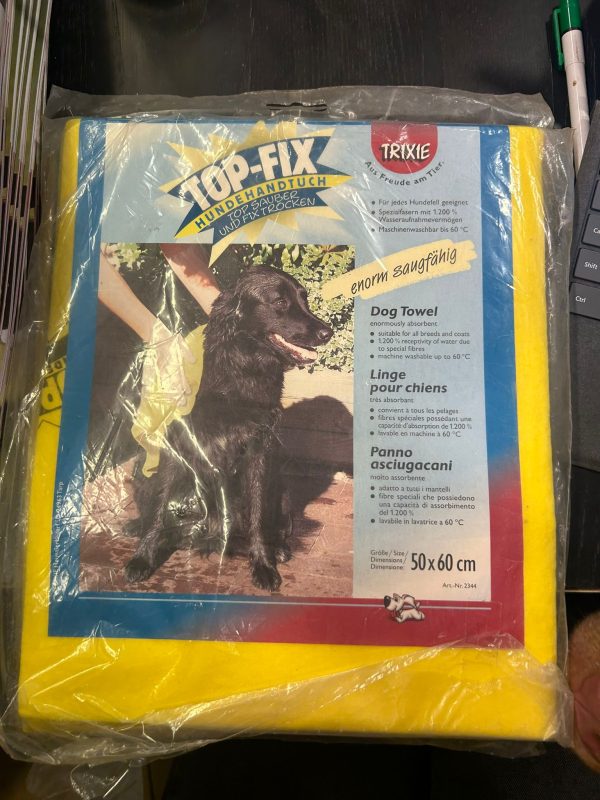 TOP-FIX
HUNDEHANDTUCH
TOP SAUBER
UND FIX TROCKEN
TRIXIE
Aus Freude am Tier.
• Für jedes Hundefell geeignet
• Spezialfasern mit 1.200 %
Wasseraufnahmevermögen
• Maschinenwaschbar bis 60 °C
enorm saugfähig
Dog Towel
enormously absorbent
• suitable for all breeds and coats
• 1.200 % receptivity of water due
to special fibres
• machine washable up to 60 °C
Linge
pour chiens
très absorbant
• convient à tous les pelages
• fibres spéciales possédant une
capacité d'absorption de 1.200 %
• lavable en machine à 60 °C
Panno
asciugacani
molto assorbente
• adatto a tutti i mantelli
• fibre speciali che possiedono
una capacità di assorbimento
del 1.200 %
• lavabile in lavatrice a 60 °C
Größe / Size /
Dimensions /
Dimensione:
50 x 60 cm
Art.-Nr. 2344
Shift
Ctrl